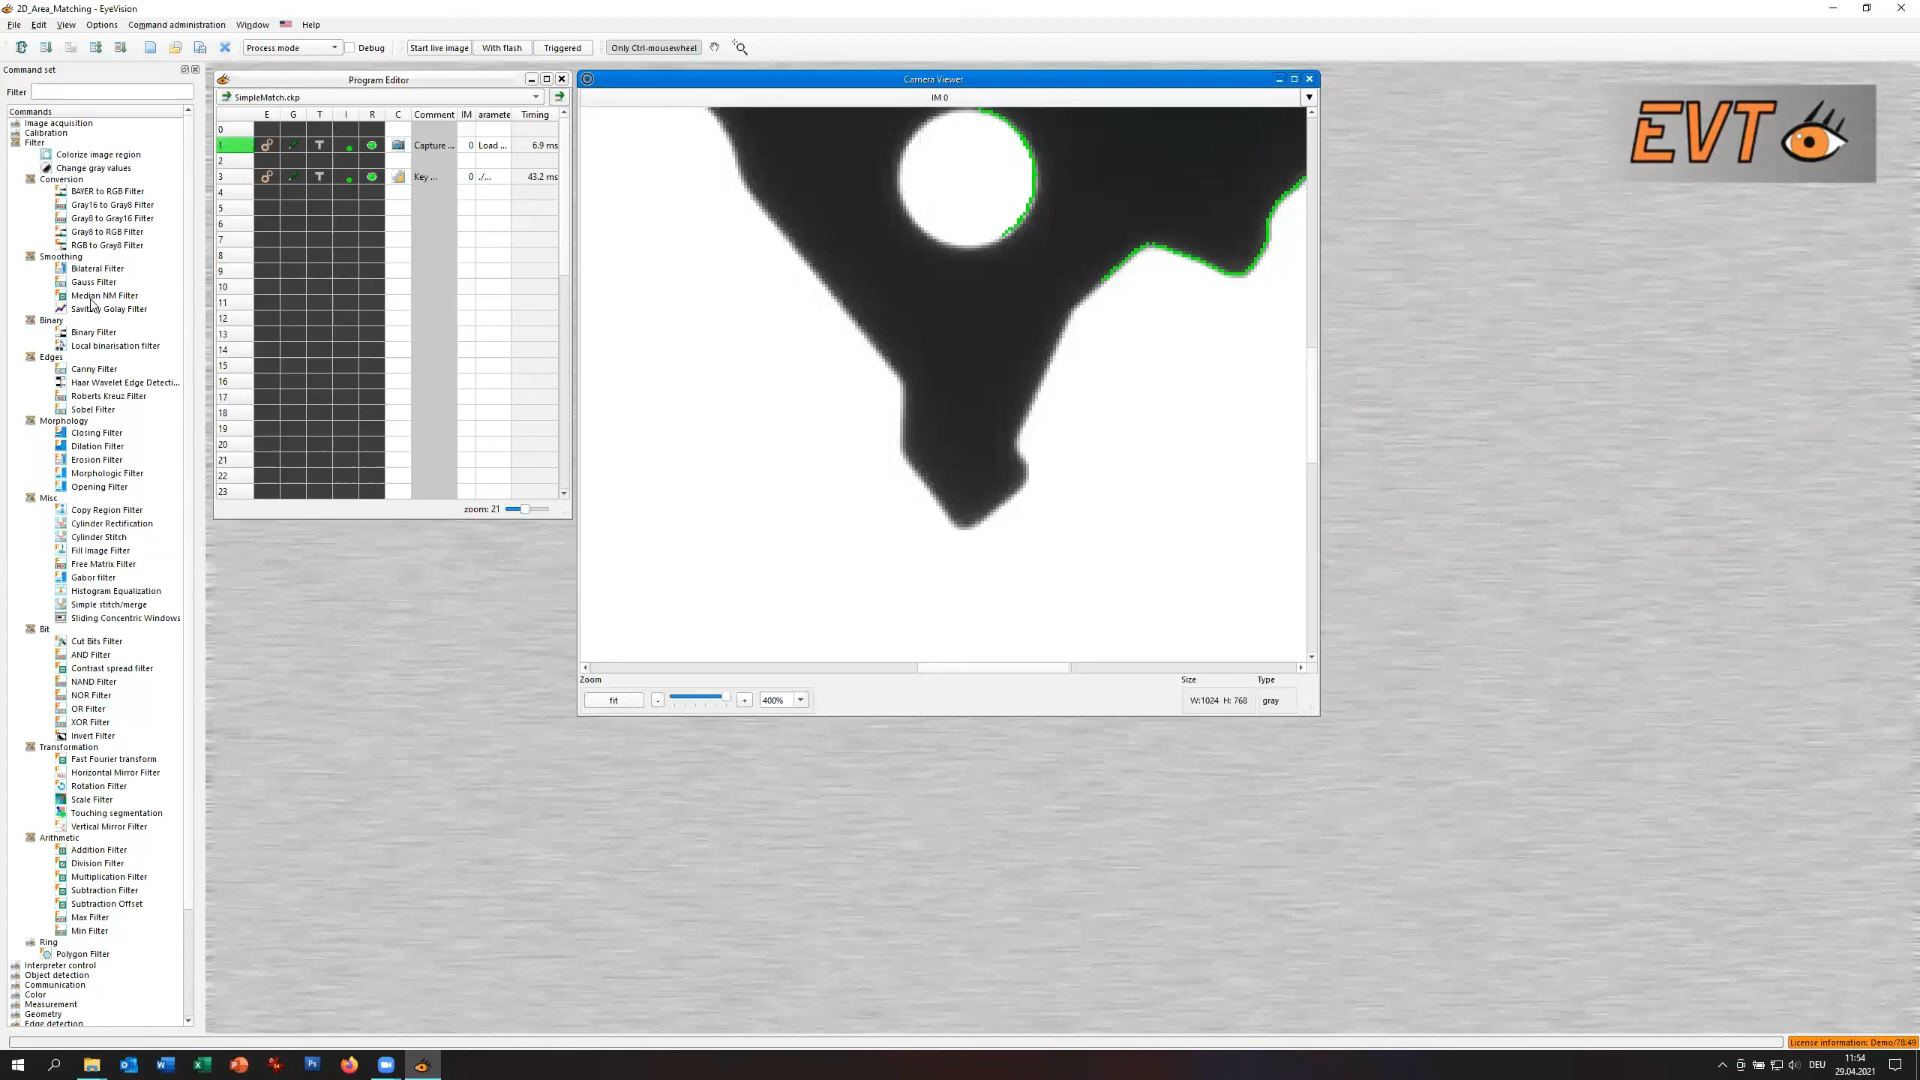 2D_Area_Matching - EyeVision
File Edit View Options Command administration Window Help
Process mode Debug Start live image With flash Triggered Only Ctrl-mousewheel
Command set
Filter
Commands
Image acquisition
Calibration
Filter
Colorize image region
Change gray values
Conversion
BAYER to RGB Filter
Gray16 to Gray8 Filter
Gray8 to Gray16 Filter
Gray8 to RGB Filter
RGB to Gray8 Filter
Smoothing
Bilateral Filter
Gauss Filter
Median NM Filter
Savitzky Golay Filter
Binary
Binary Filter
Local binarisation filter
Edges
Canny Filter
Haar Wavelet Edge Detecti...
Roberts Kreuz Filter
Sobel Filter
Morphology
Closing Filter
Dilation Filter
Erosion Filter
Morphologic Filter
Opening Filter
Misc
Copy Region Filter
Cylinder Rectification
Cylinder Stitch
Fill Image Filter
Free Matrix Filter
Gabor filter
Histogram Equalization
Simple stitch/merge
Sliding Concentric Windows
Bit
Cut Bits Filter
AND Filter
Contrast spread filter
NAND Filter
NOR Filter
OR Filter
XOR Filter
Invert Filter
Transformation
Fast Fourier transform
Horizontal Mirror Filter
Rotation Filter
Scale Filter
Touching segmentation
Vertical Mirror Filter
Arithmetic
Addition Filter
Division Filter
Multiplication Filter
Subtraction Filter
Subtraction Offset
Max Filter
Min Filter
Ring
Polygon Filter
Interpreter control
Object detection
Communication
Color
Measurement
Geometry
Edge detection
Program Editor
SimpleMatch.ckp
E G T I R C Comment IM aramete Timing
0
1 T Capture ... 0 Load ... 6.9 ms
2
3 T Key ... 0 ./... 43.2 ms
4
5
6
7
8
9
10
11
12
13
14
15
16
17
18
19
20
21
22
23
zoom: 21
Camera Viewer
IM 0
Zoom
fit - + 400%
Size Type
W:1024 H: 768 gray
EVT
License information: Demo/78:49
DEU
11:54
29.04.2021